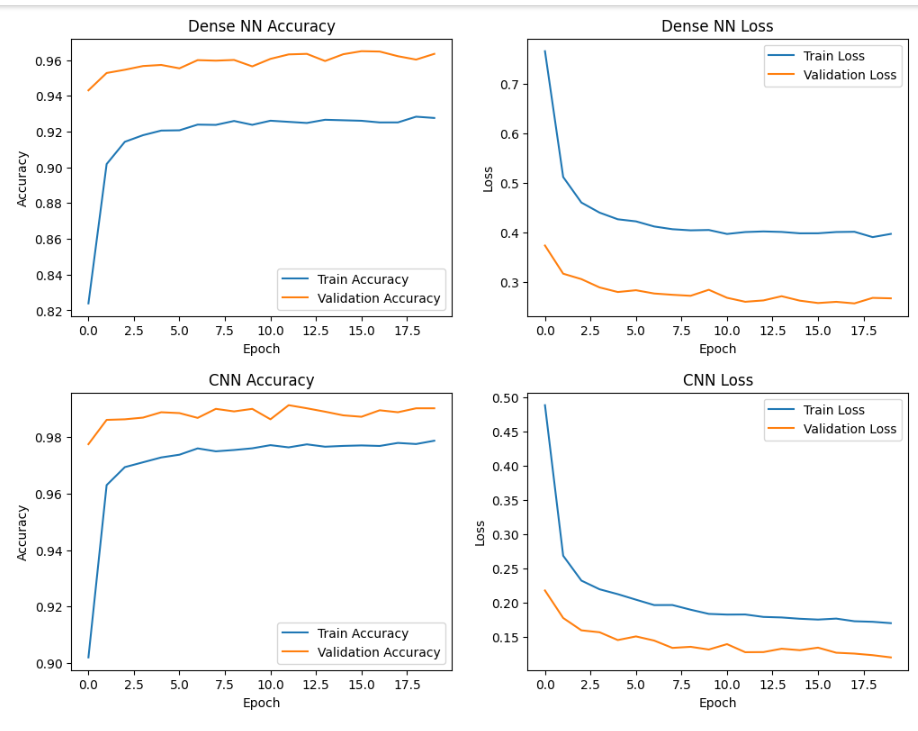 Dense NN Accuracy
Accuracy
0.96
0.94
0.92
0.90
0.88
0.86
0.84
0.82
Train Accuracy
Validation Accuracy
0.0 2.5 5.0 7.5 10.0 12.5 15.0 17.5
Epoch
Dense NN Loss
Loss
0.7
0.6
0.5
0.4
0.3
Train Loss
Validation Loss
0.0 2.5 5.0 7.5 10.0 12.5 15.0 17.5
Epoch
CNN Accuracy
Accuracy
0.98
0.96
0.94
0.92
0.90
Train Accuracy
Validation Accuracy
0.0 2.5 5.0 7.5 10.0 12.5 15.0 17.5
Epoch
CNN Loss
Loss
0.50
0.45
0.40
0.35
0.30
0.25
0.20
0.15
Train Loss
Validation Loss
0.0 2.5 5.0 7.5 10.0 12.5 15.0 17.5
Epoch